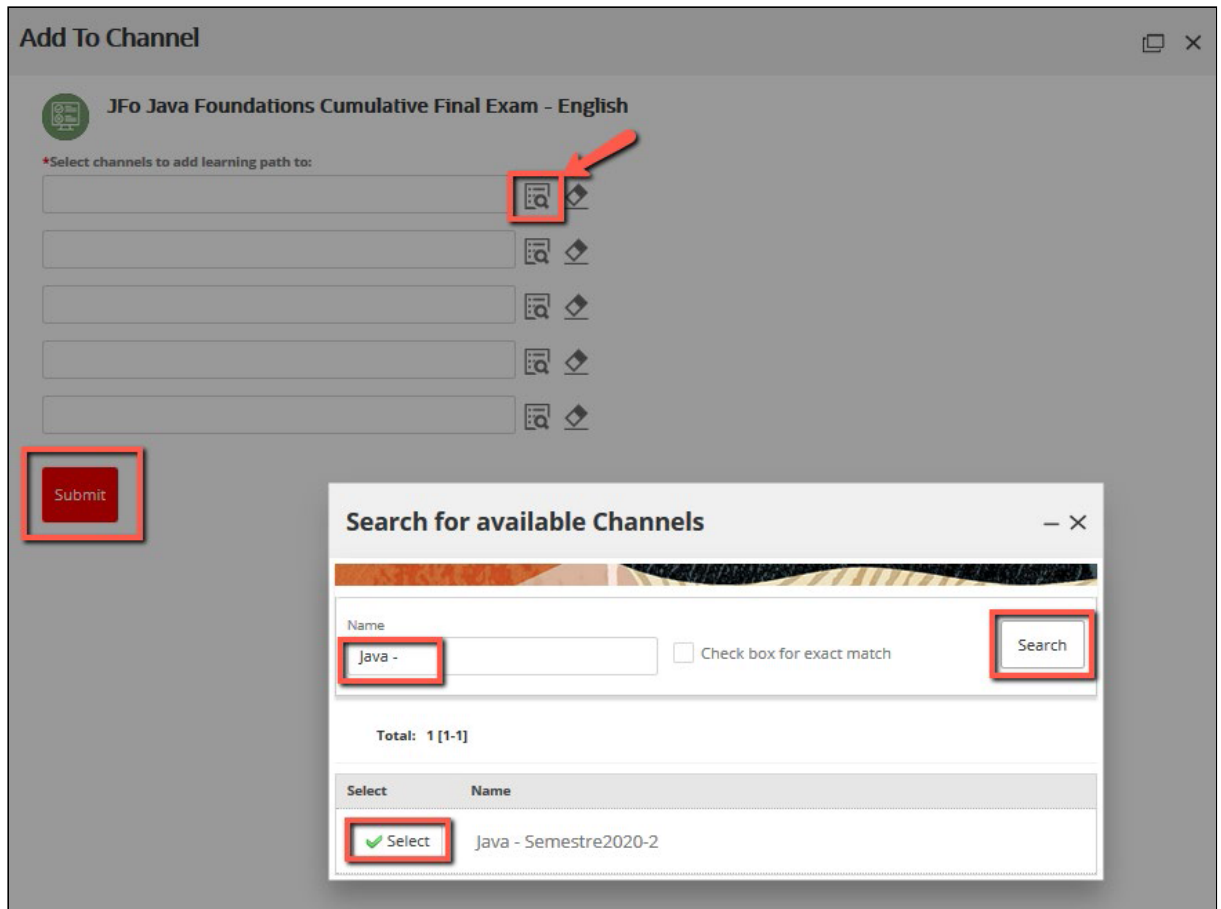 Add To Channel
JFo Java Foundations Cumulative Final Exam - English
*Select channels to add learning path to:
Submit
Search for available Channels
Name
Java -
Check box for exact match
Search
Total: 1 [1-1]
Select Name
Select Java - Semestre2020-2